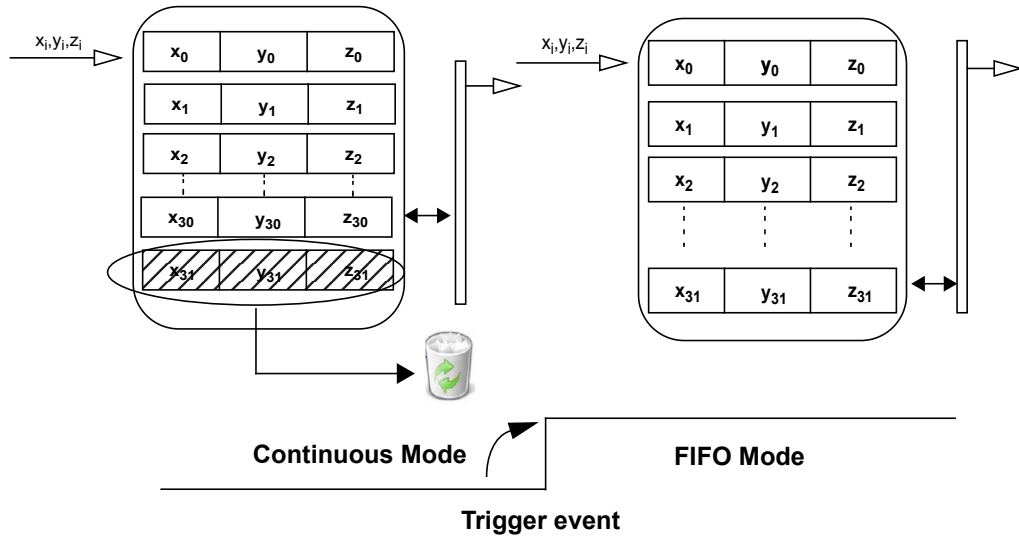 xᵢ,yᵢ,zᵢ
x₀ y₀ z₀
x₁ y₁ z₁
x₂ y₂ z₂
x₃₀ y₃₀ z₃₀
x₃₁ y₃₁ z₃₁
xᵢ,yᵢ,zᵢ
x₀ y₀ z₀
x₁ y₁ z₁
x₂ y₂ z₂
x₃₁ y₃₁ z₃₁
Continuous Mode
FIFO Mode
Trigger event